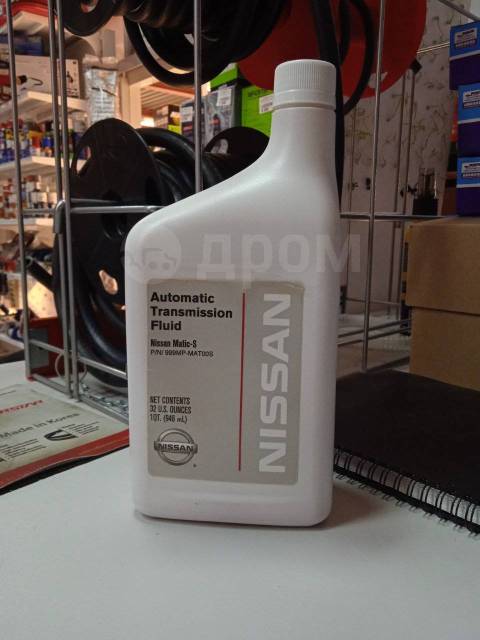 дром
Automatic
Transmission
Fluid
Nissan Matic-S
P/N/ 999MP-MAT00S
NET CONTENTS
32 U.S. OUNCES
1QT. (946 mL)
NISSAN
NISSAN
Made in Korea